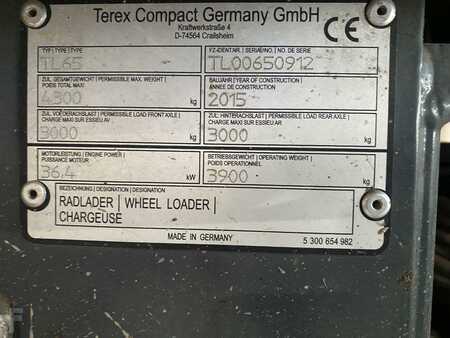 Terex Compact Germany GmbH
Kraftwerkstraße 4
D-74564 Crailsheim
CE
TYP | TYPE | TYPE
TL65
FZ-IDENTNR. | SERIALENO. | NO. DE SERIE
TL00650912
ZUL. GESAMTGEWICHT | PERMISSIBLE MAX. WEIGHT |
POIDS TOTAL MAXI
4300 kg
BAUJAHR | YEAR OF CONSTRUCTION |
ANNÉE DE CONSTRUCTION
2015
ZUL. VORDERACHSLAST | PERMISSIBLE LOAD FRONT AXLE |
CHARGE MAXI SUR ESSIEU AV
3000 kg
ZUL. HINTERACHSLAST | PERMISSIBLE LOAD REAR AXLE |
CHARGE MAXI SUR ESSIEU AR
3000 kg
MOTORLEISTUNG | ENGINE POWER |
PUISSANCE MOTEUR
36.4 kW
BETRIEBSGEWICHT | OPERATING WEIGHT |
POIDS OPERATIONNEL
3900 kg
BEZEICHNUNG | DESIGNATION | DESIGNATION
RADLADER | WHEEL LOADER |
CHARGEUSE
MADE IN GERMANY
5 300 654 982